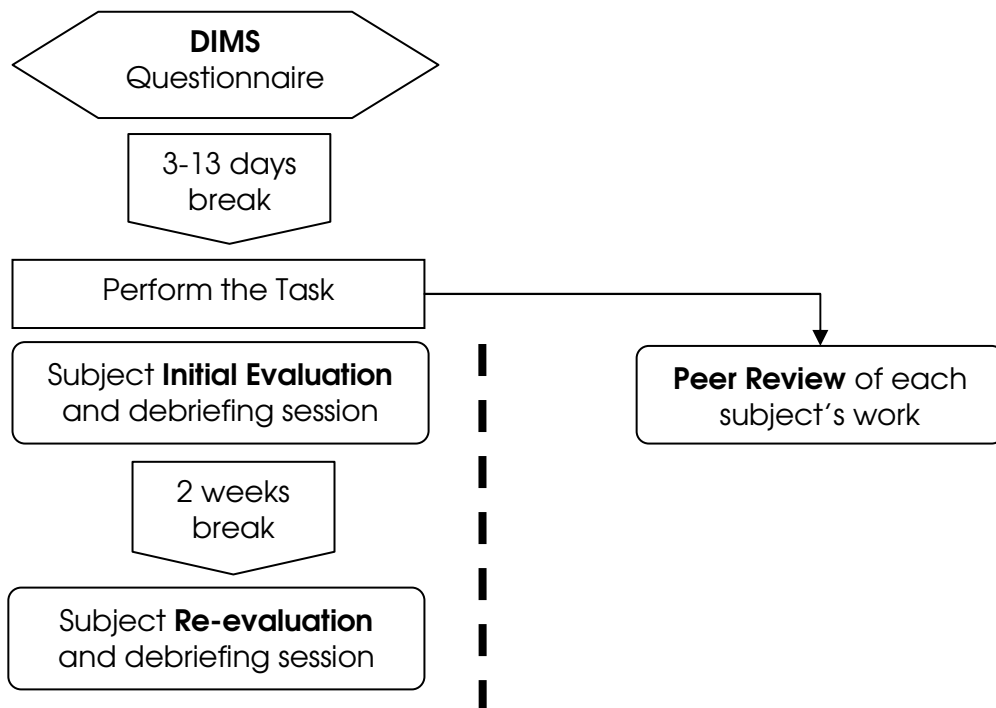 DIMS
Questionnaire
3-13 days
break
Perform the Task
Subject Initial Evaluation
and debriefing session
Peer Review of each
subject's work
2 weeks
break
Subject Re-evaluation
and debriefing session